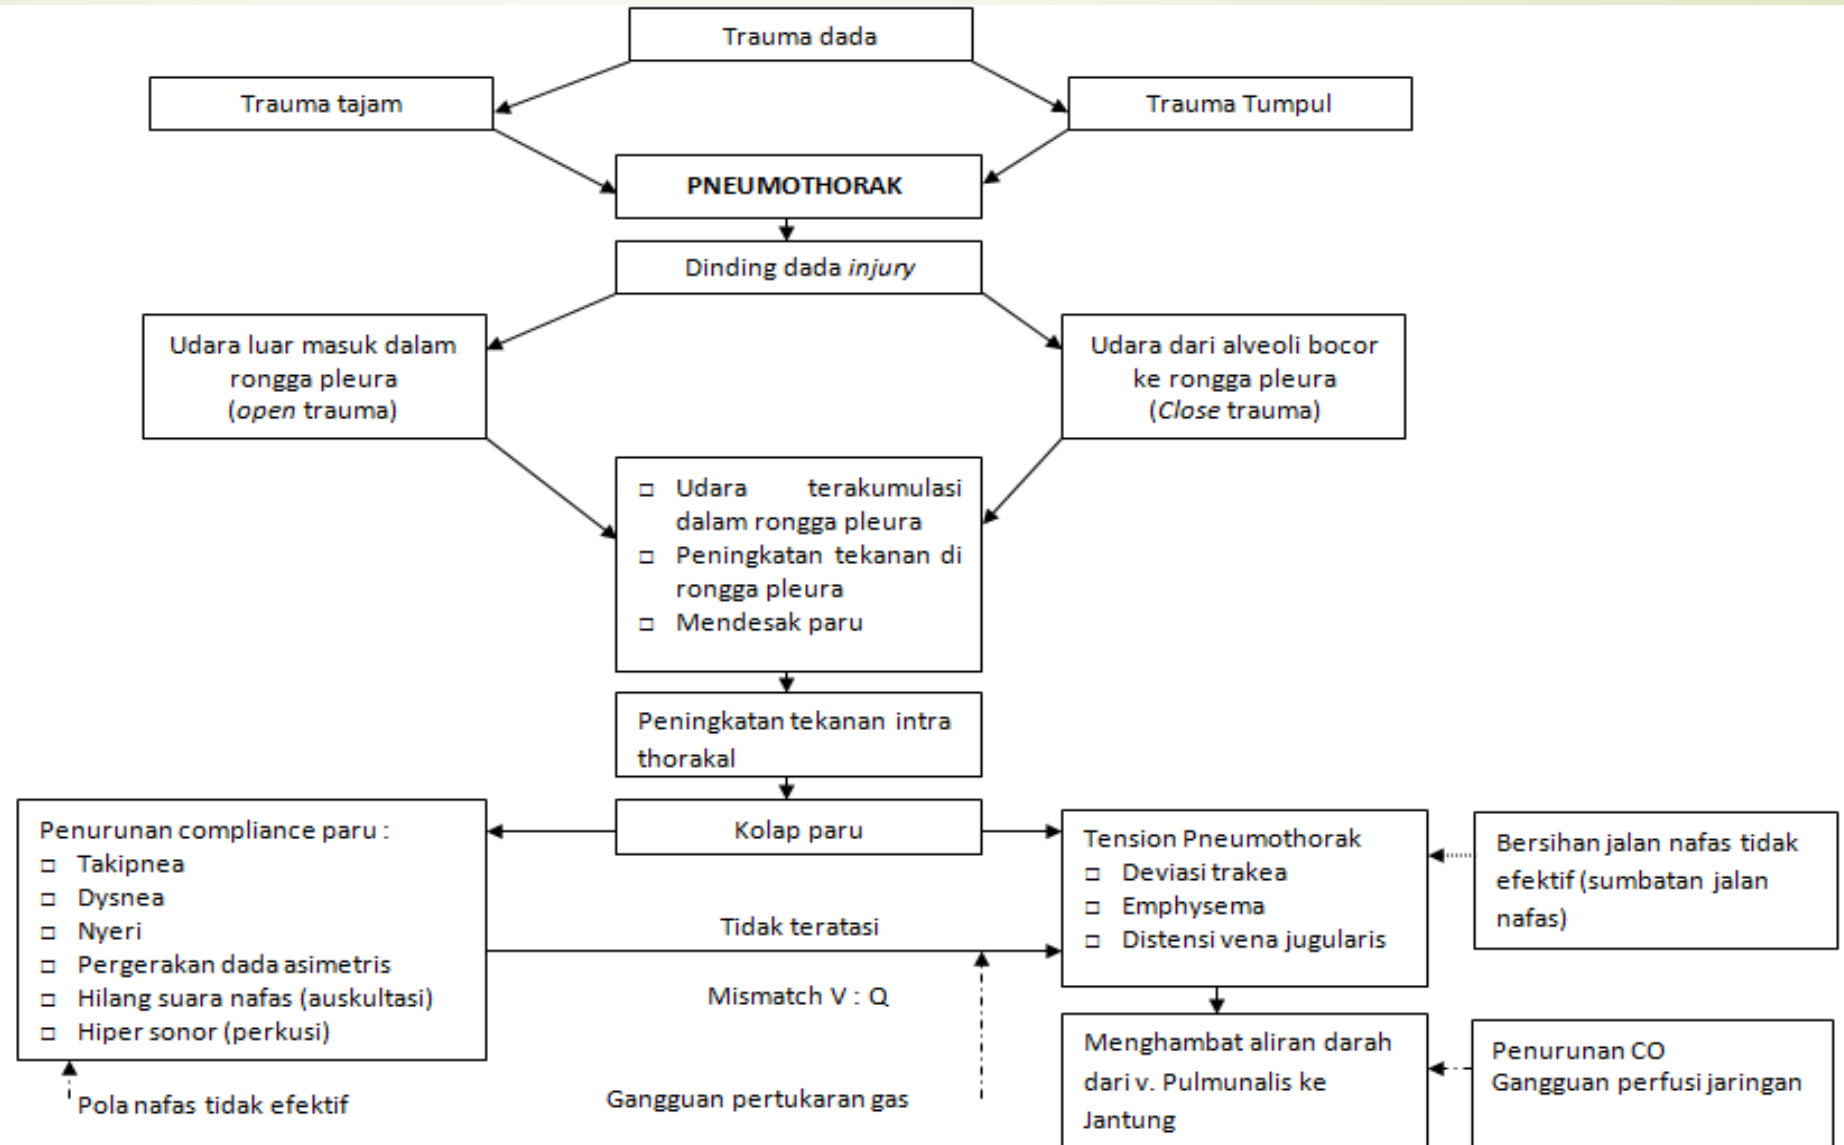 Trauma dada
Trauma tajam
Trauma Tumpul
PNEUMOTHORAK
Dinding dada injury
Udara luar masuk dalam
rongga pleura
(open trauma)
Udara dari alveoli bocor
ke rongga pleura
(Close trauma)
□ Udara terakumulasi
dalam rongga pleura
□ Peningkatan tekanan di
rongga pleura
□ Mendesak paru
Peningkatan tekanan intra
thorakal
Kolap paru
Penurunan compliance paru :
□ Takipnea
□ Dysnea
□ Nyeri
□ Pergerakan dada asimetris
□ Hilang suara nafas (auskultasi)
□ Hiper sonor (perkusi)
Tidak teratasi
Mismatch V : Q
Tension Pneumothorak
□ Deviasi trakea
□ Emphysema
□ Distensi vena jugularis
Bersihan jalan nafas tidak
efektif (sumbatan jalan
nafas)
Menghambat aliran darah
dari v. Pulmunalis ke
Jantung
Penurunan CO
Gangguan perfusi jaringan
Pola nafas tidak efektif
Gangguan pertukaran gas